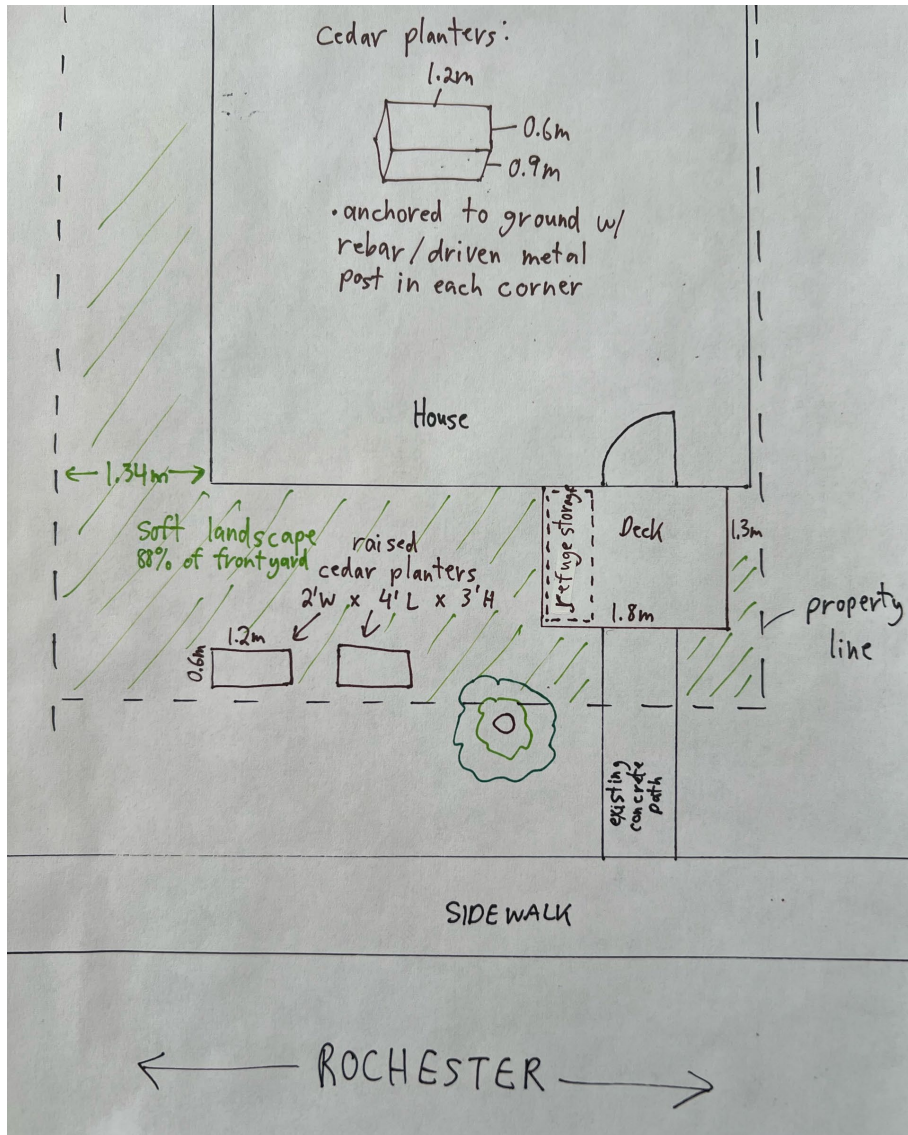 Cedar planters:
1.2m
0.6m
0.9m
• anchored to ground w/
rebar/driven metal
post in each corner
House
1.34m
Soft landscape
88% of frontyard
raised
cedar planters
2'W x 4'L x 3'H
1.2m
0.6m
refuge storage
Deck
1.3m
1.8m
property
line
existing
concrete
path
SIDEWALK
ROCHESTER